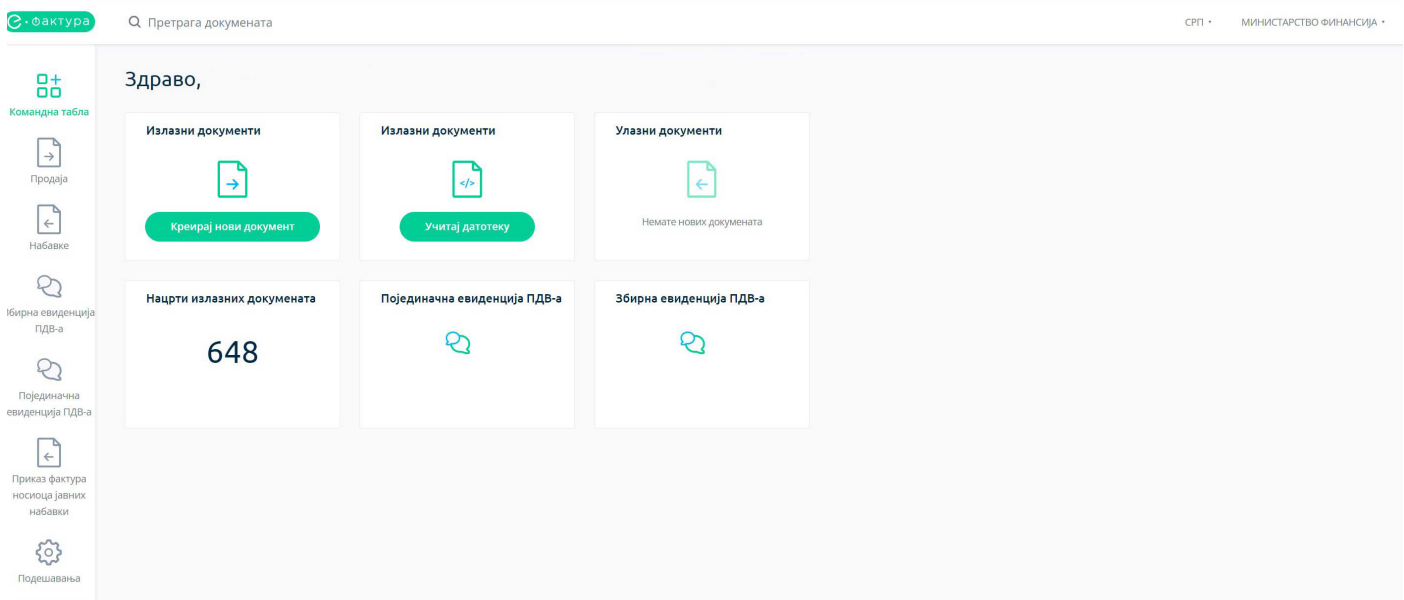 е·Фактура
Претрага докумената
СРП
МИНИСТАРСТВО ФИНАНСИЈА
Командна табла
Продаја
Набавке
Збирна евиденција
ПДВ-а
Појединачна
евиденција ПДВ-а
Приказ фактура
носиоца јавних
набавки
Подешавања
Здраво,
Излазни документи
Креирај нови документ
Излазни документи
</>
Учитај датотеку
Улазни документи
Немате нових докумената
Нацрти излазних докумената
648
Појединачна евиденција ПДВ-а
Збирна евиденција ПДВ-а